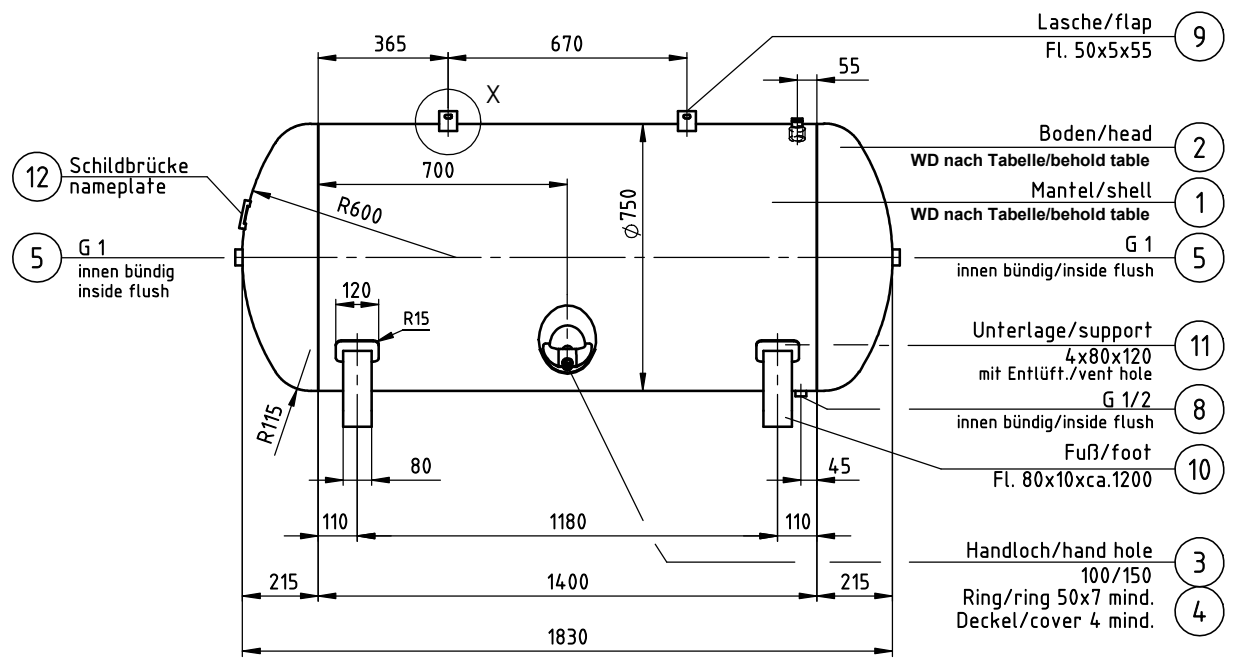 Lasche/flap
9
Fl. 50x5x55
365
670
55
X
Boden/head
2
WD nach Tabelle/behold table
12
Schildbrücke
nameplate
700
Mantel/shell
1
WD nach Tabelle/behold table
R600
⌀750
5
G 1
innen bündig
inside flush
G 1
5
innen bündig/inside flush
120
R15
Unterlage/support
11
4x80x120
mit Entlüft./vent hole
G 1/2
8
innen bündig/inside flush
R115
Fuß/foot
10
80
45
Fl. 80x10xca.1200
110
1180
110
Handloch/hand hole
3
100/150
215
1400
215
Ring/ring 50x7 mind.
4
Deckel/cover 4 mind.
1830